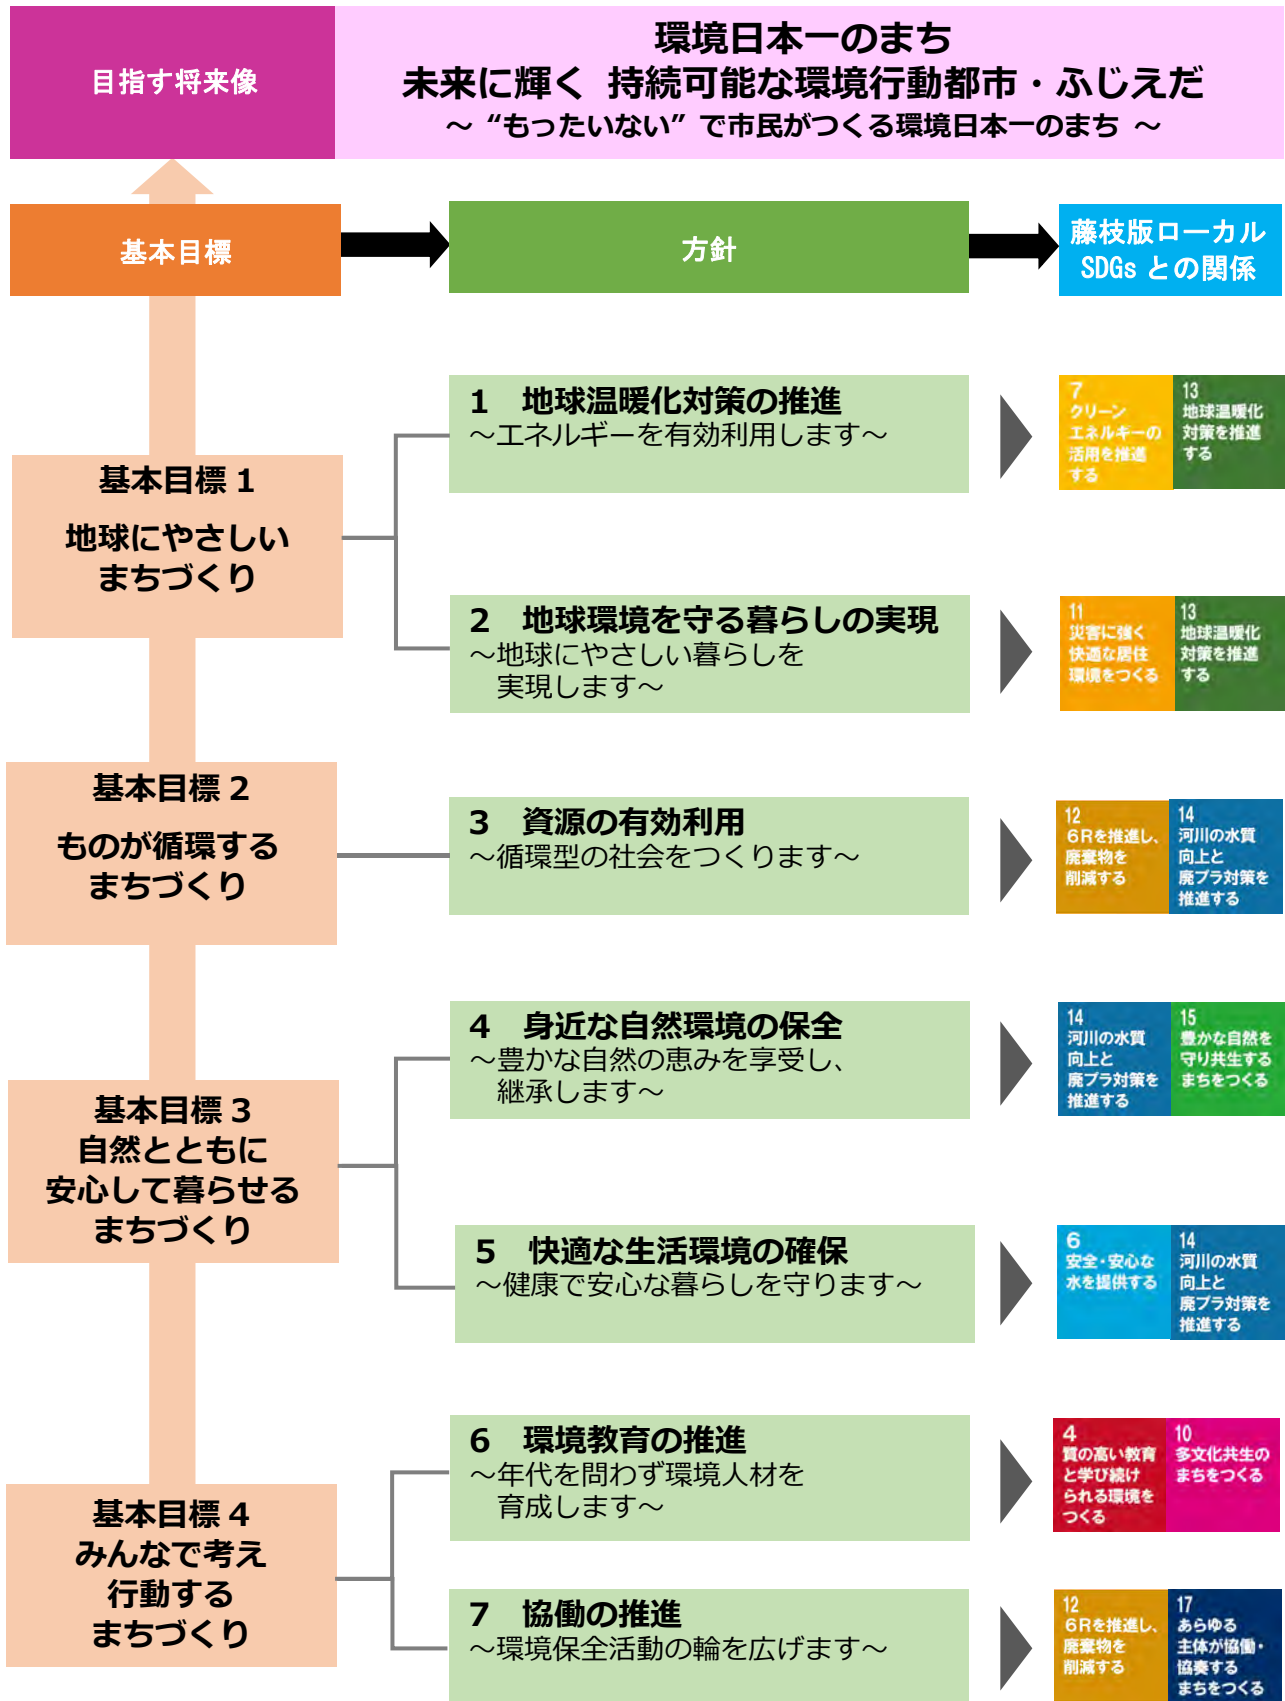 目指す将来像
環境日本一のまち
未来に輝く 持続可能な環境行動都市・ふじえだ
～ “もったいない” で市民がつくる環境日本一のまち ～
基本目標
方針
藤枝版ローカル
SDGs との関係
基本目標 1
地球にやさしい
まちづくり
1 地球温暖化対策の推進
～エネルギーを有効利用します～
7
クリーン
エネルギーの
活用を推進
する
13
地球温暖化
対策を推進
する
2 地球環境を守る暮らしの実現
～地球にやさしい暮らしを
実現します～
11
災害に強く
快適な居住
環境をつくる
13
地球温暖化
対策を推進
する
基本目標 2
ものが循環する
まちづくり
3 資源の有効利用
～循環型の社会をつくります～
12
6Rを推進し、
廃棄物を
削減する
14
河川の水質
向上と
廃プラ対策を
推進する
基本目標 3
自然とともに
安心して暮らせる
まちづくり
4 身近な自然環境の保全
～豊かな自然の恵みを享受し、
継承します～
14
河川の水質
向上と
廃プラ対策を
推進する
15
豊かな自然を
守り共生する
まちをつくる
5 快適な生活環境の確保
～健康で安心な暮らしを守ります～
6
安全・安心な
水を提供する
14
河川の水質
向上と
廃プラ対策を
推進する
基本目標 4
みんなで考え
行動する
まちづくり
6 環境教育の推進
～年代を問わず環境人材を
育成します～
4
質の高い教育
と学び続け
られる環境を
つくる
10
多文化共生の
まちをつくる
7 協働の推進
～環境保全活動の輪を広げます～
12
6Rを推進し、
廃棄物を
削減する
17
あらゆる
主体が協働・
協奏する
まちをつくる